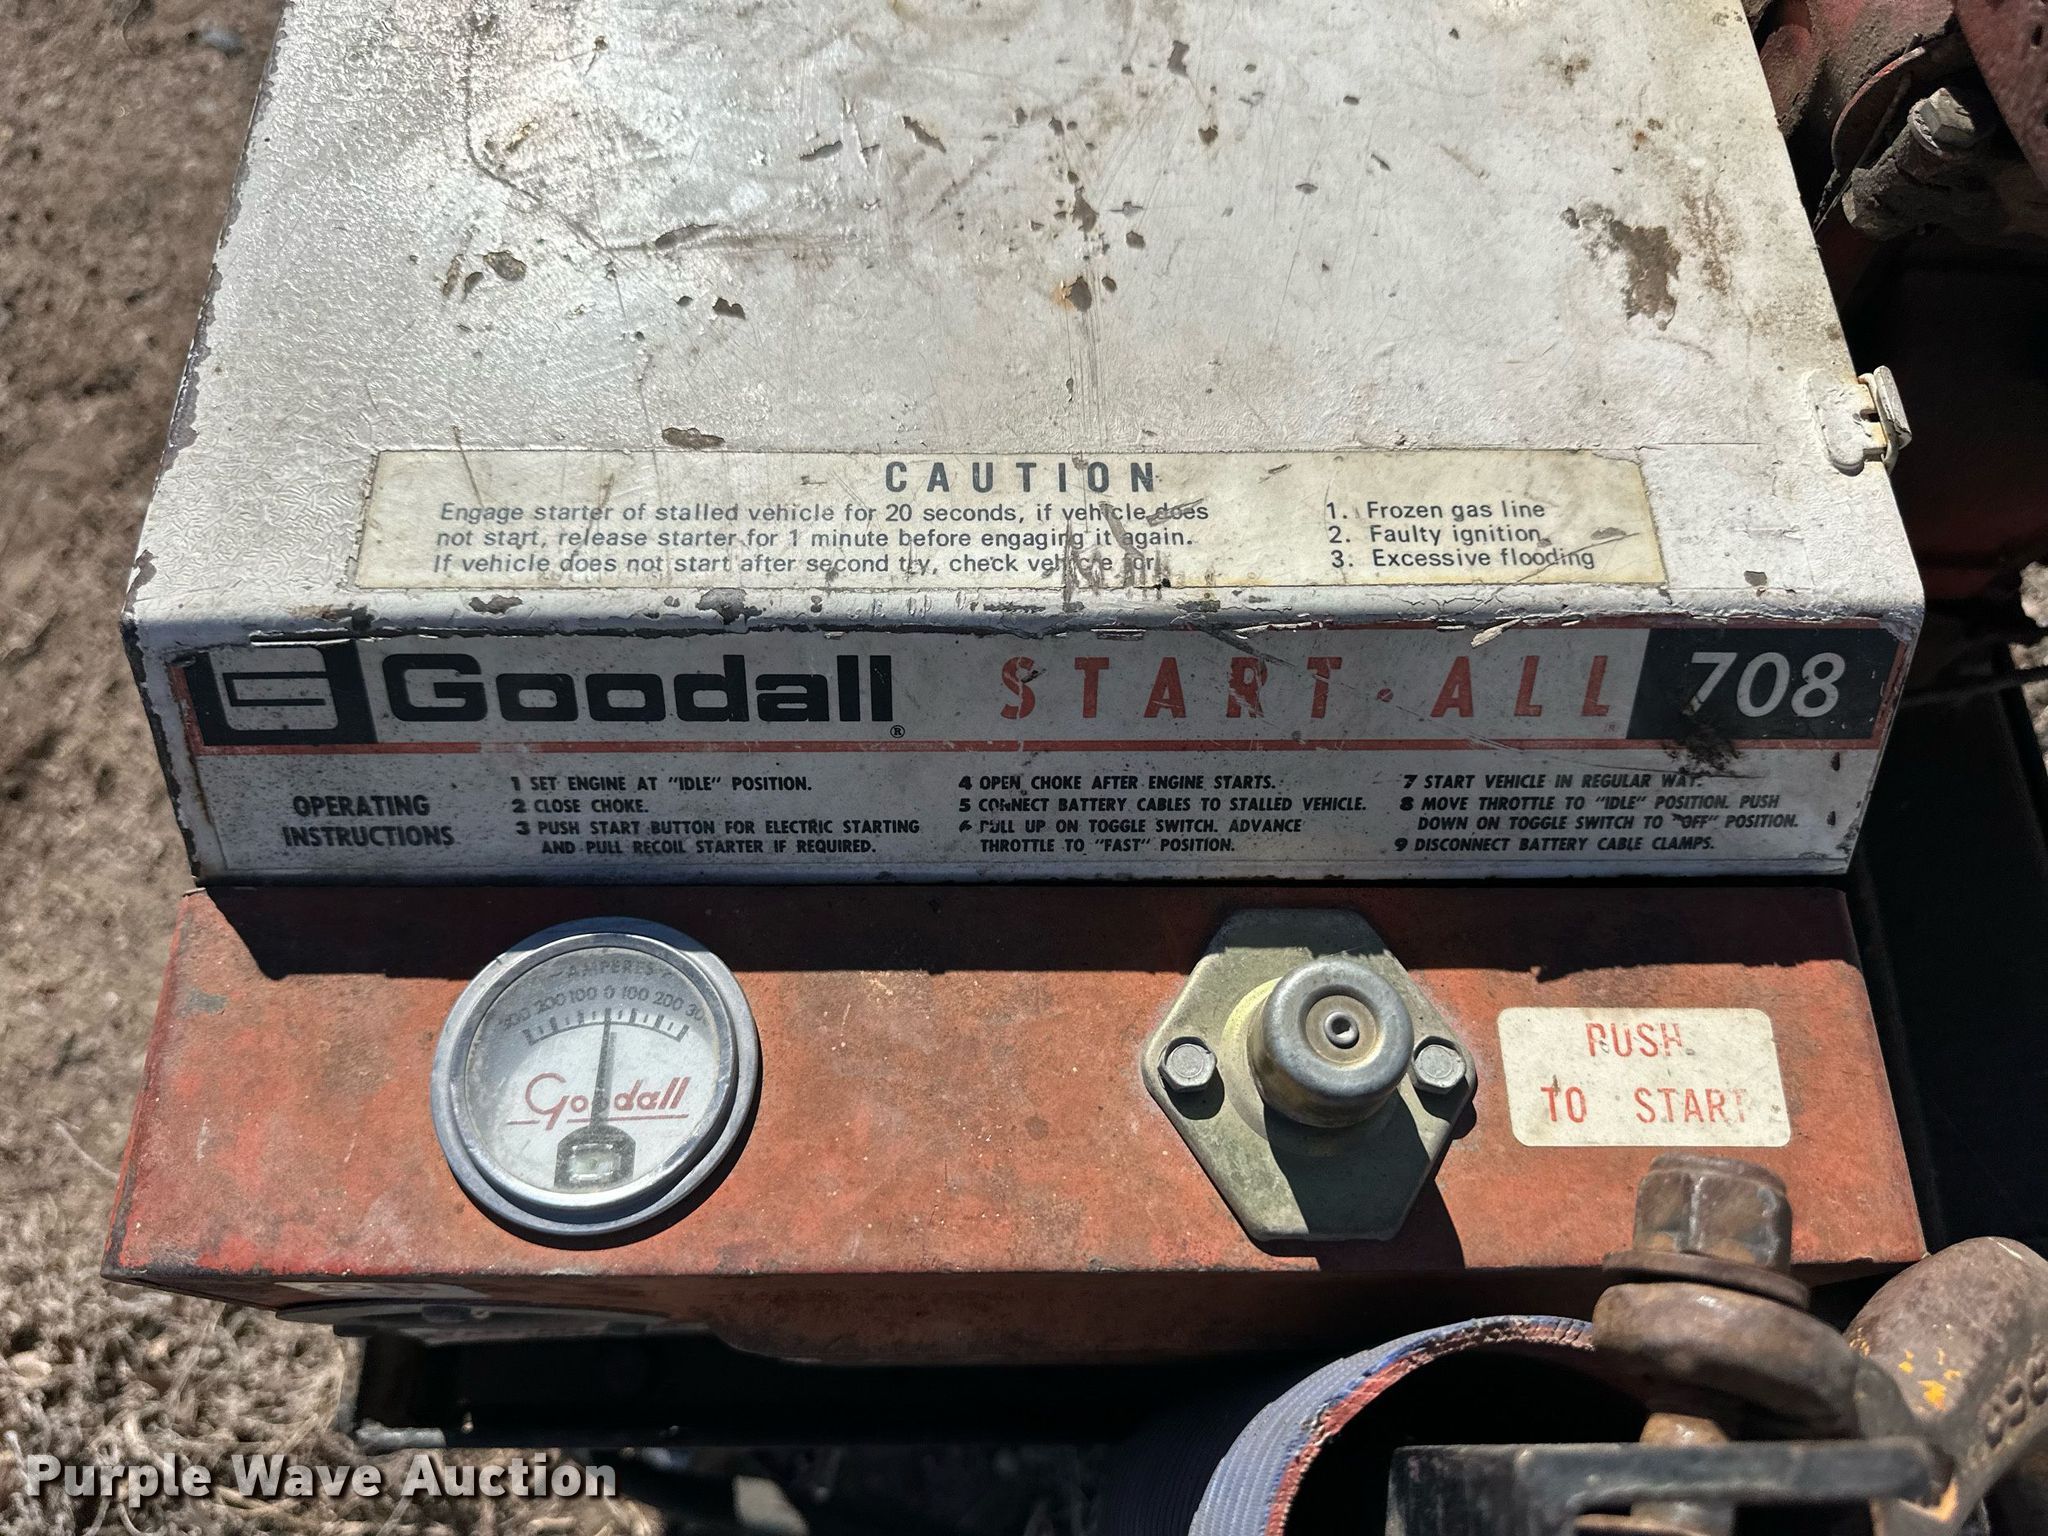 CAUTION
Engage starter of stalled vehicle for 20 seconds, if vehicle does
not start, release starter for 1 minute before engaging it again.
If vehicle does not start after second try, check vehicle for:
1. Frozen gas line
2. Faulty ignition
3. Excessive flooding
G Goodall ® START·ALL ® 708
OPERATING
INSTRUCTIONS
1 SET ENGINE AT "IDLE" POSITION.
2 CLOSE CHOKE.
3 PUSH START BUTTON FOR ELECTRIC STARTING
AND PULL RECOIL STARTER IF REQUIRED.
4 OPEN CHOKE AFTER ENGINE STARTS.
5 CONNECT BATTERY CABLES TO STALLED VEHICLE.
6 PULL UP ON TOGGLE SWITCH. ADVANCE
THROTTLE TO "FAST" POSITION.
7 START VEHICLE IN REGULAR WAY.
8 MOVE THROTTLE TO "IDLE" POSITION. PUSH
DOWN ON TOGGLE SWITCH TO "OFF" POSITION.
9 DISCONNECT BATTERY CABLE CLAMPS.
- AMPERES +
300 200 100 0 100 200 300
Goodall
PUSH
TO START
Purple Wave Auction